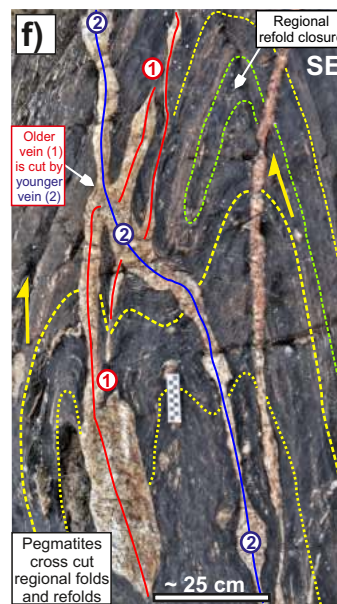 f)
2
1
Regional
refold closure
SE
Older
vein (1)
is cut by
younger
vein (2)
2
1
2
Pegmatites
cross cut
regional folds
and refolds
~ 25 cm